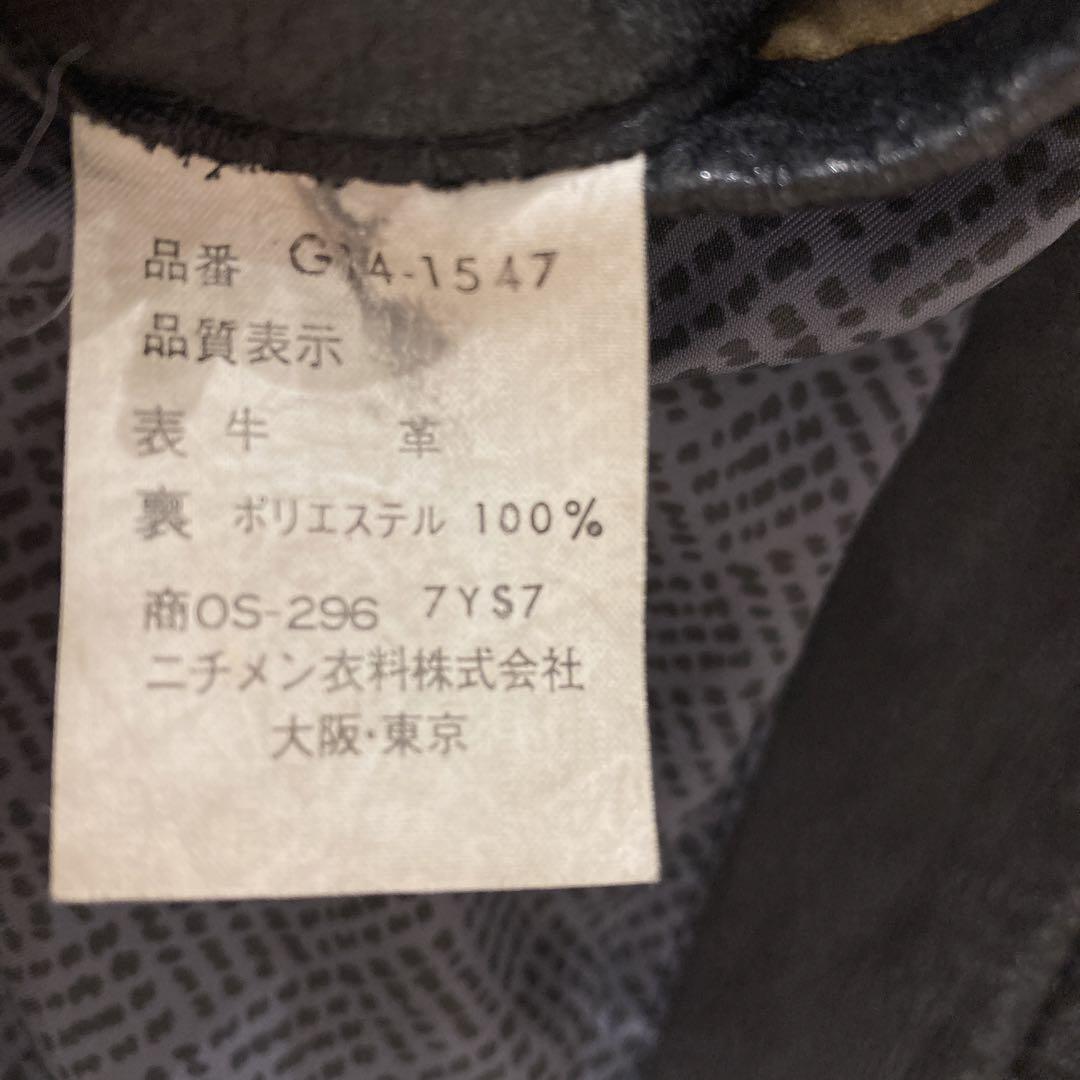 品番 G14-1547
品質表示
表 牛 革
裏 ポリエステル 100%
商OS-296 7YS7
ニチメン衣料株式会社
大阪・東京